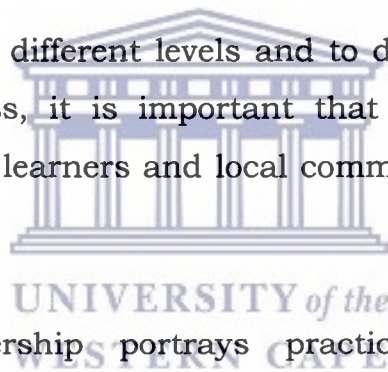 different levels and to d
s, it is important that
learners and local comm
UNIVERSITY of the
ership portrays practic
WESTERN CAPE